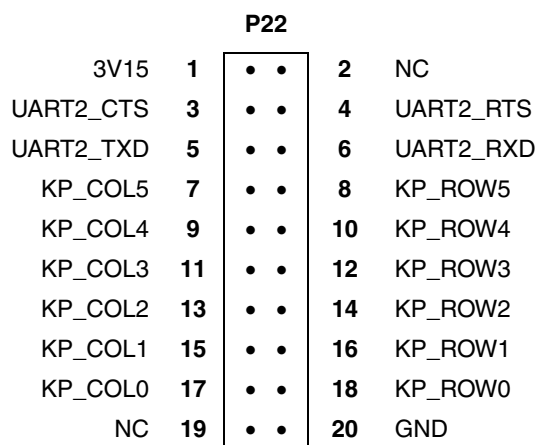 P22
3V15 1 • • 2 NC
UART2_CTS 3 • • 4 UART2_RTS
UART2_TXD 5 • • 6 UART2_RXD
KP_COL5 7 • • 8 KP_ROW5
KP_COL4 9 • • 10 KP_ROW4
KP_COL3 11 • • 12 KP_ROW3
KP_COL2 13 • • 14 KP_ROW2
KP_COL1 15 • • 16 KP_ROW1
KP_COL0 17 • • 18 KP_ROW0
NC 19 • • 20 GND